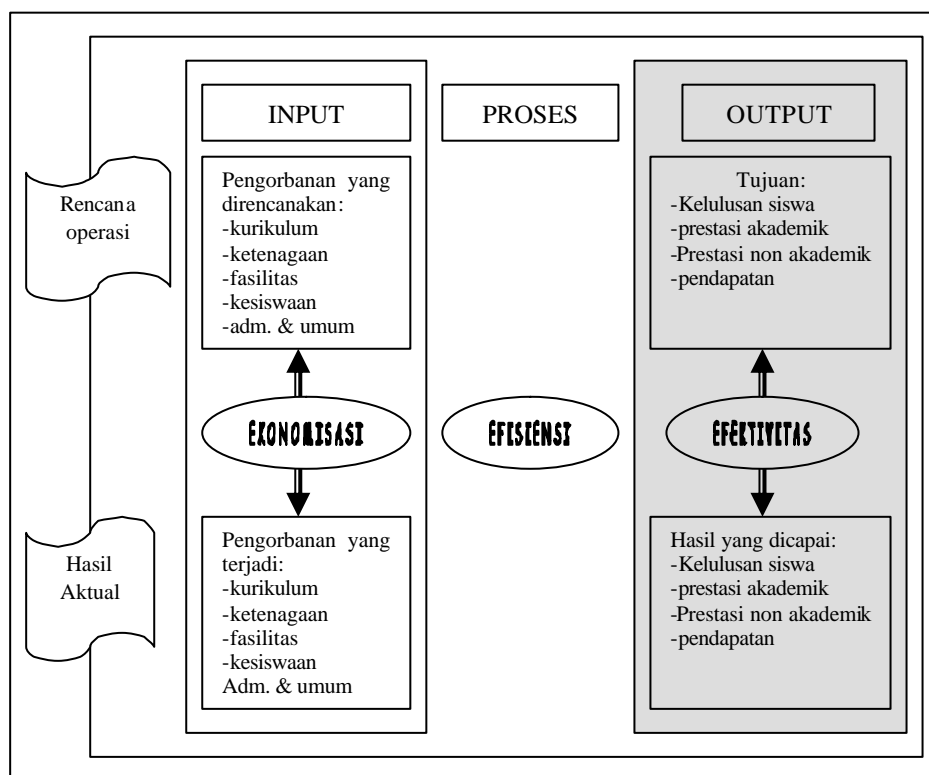 INPUT
PROSES
OUTPUT
Rencana
operasi
Pengorbanan yang
direncanakan:
-kurikulum
-ketenagaan
-fasilitas
-kesiswaan
-adm. & umum
Tujuan:
-Kelulusan siswa
-prestasi akademik
-Prestasi non akademik
-pendapatan
EKONOMISASI
EFISIENSI
EFEKTIVITAS
Hasil
Aktual
Pengorbanan yang
terjadi:
-kurikulum
-ketenagaan
-fasilitas
-kesiswaan
Adm. & umum
Hasil yang dicapai:
-Kelulusan siswa
-prestasi akademik
-Prestasi non akademik
-pendapatan